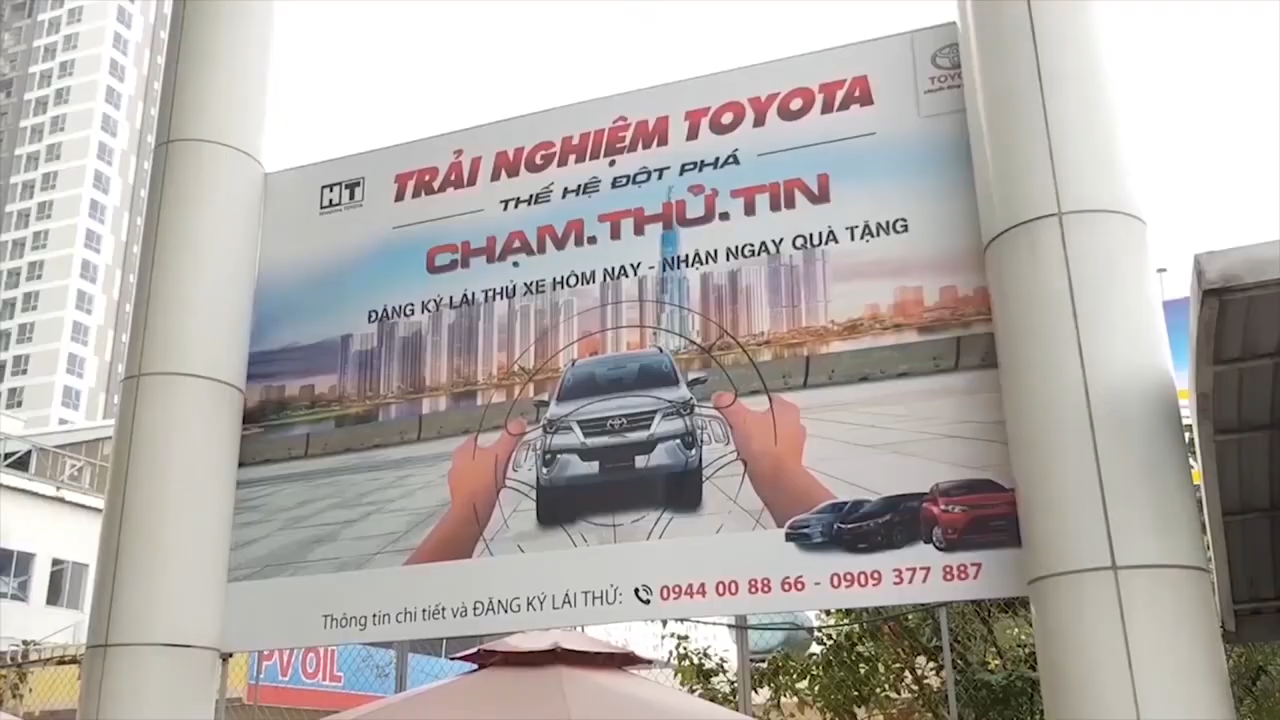 TRẢI NGHIỆM TOYOTA
THẾ HỆ ĐỘT PHÁ
CHẠM.THỬ.TIN
ĐĂNG KÝ LÁI THỬ XE HÔM NAY - NHẬN NGAY QUÀ TẶNG
HT
Thông tin chi tiết và ĐĂNG KÝ LÁI THỬ: 0944 00 88 66 - 0909 377 887
PV OIL